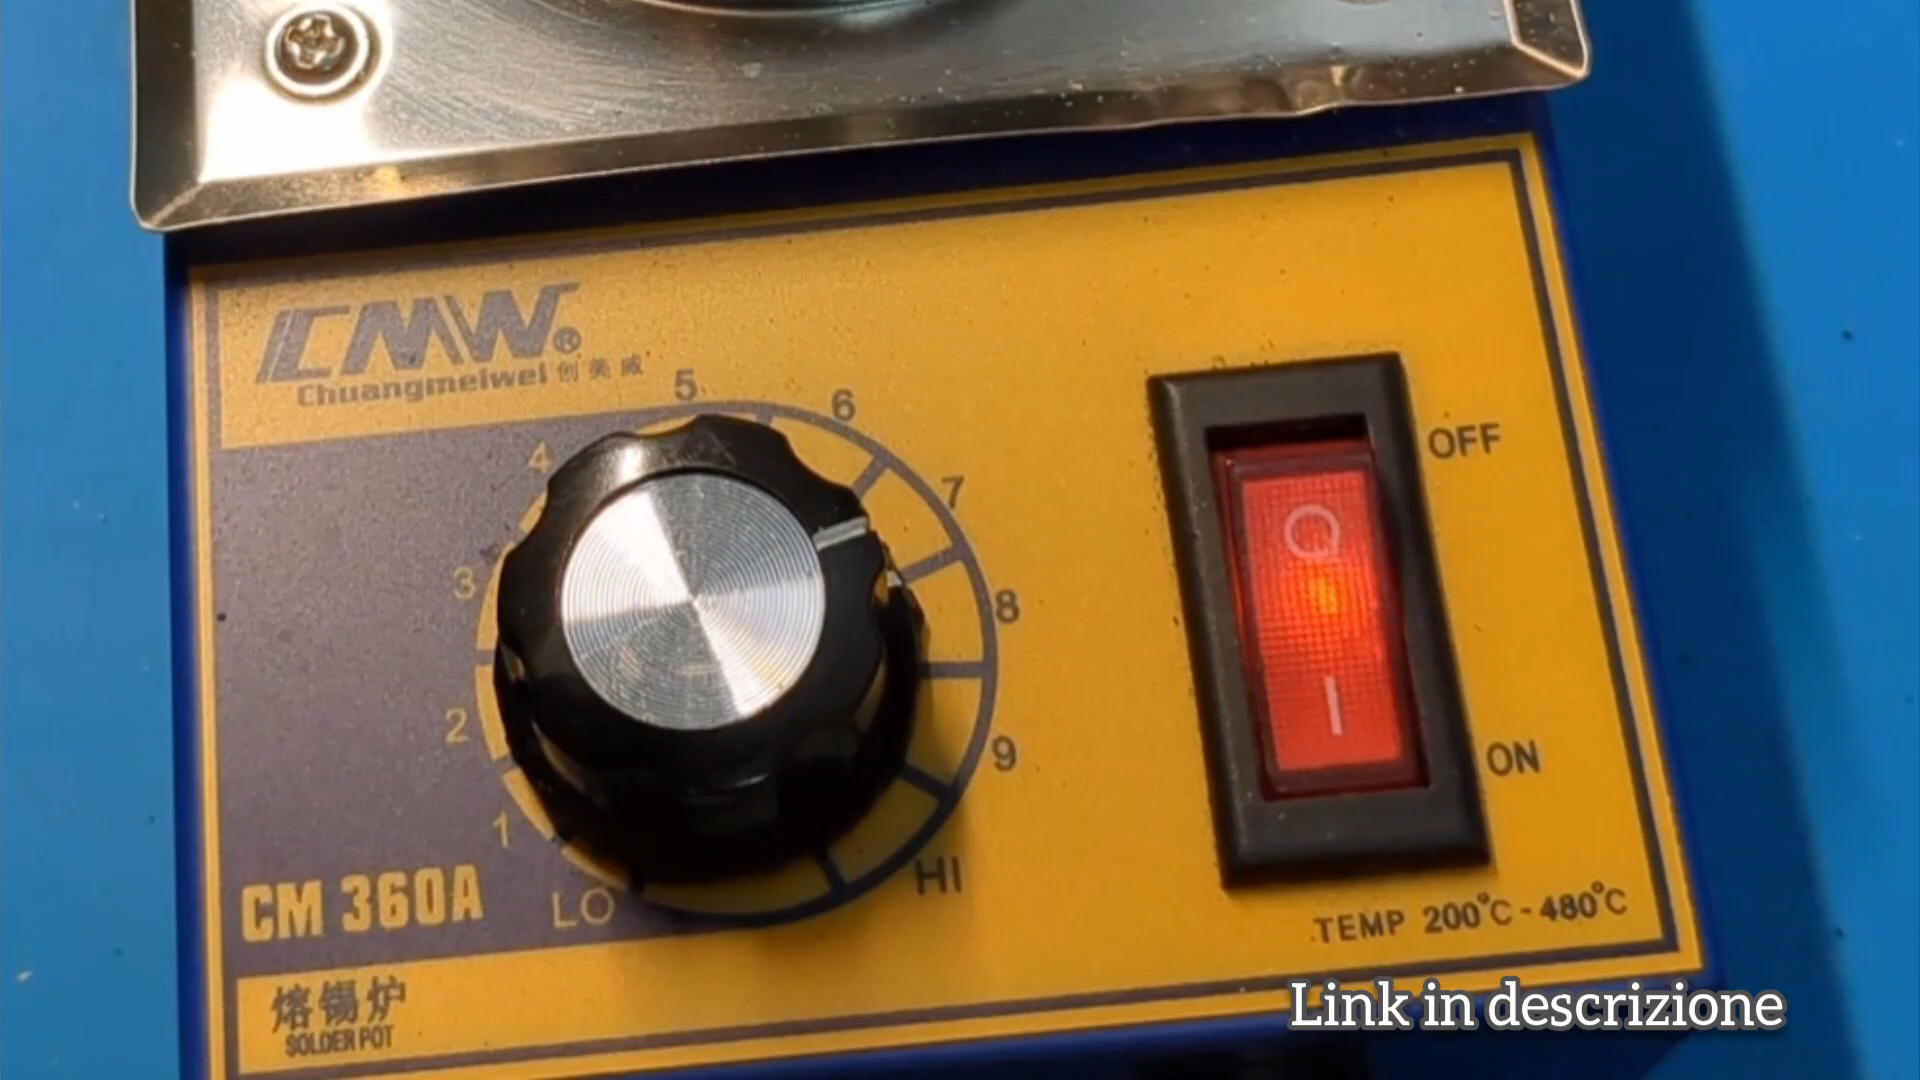 CMW®
Chuangmeiwei 创美威
5
6
4
7
3
8
2
9
1
LO
HI
OFF
ON
CM 360A
TEMP 200°C - 480°C
熔锡炉
SOLDER POT
Link in descrizione